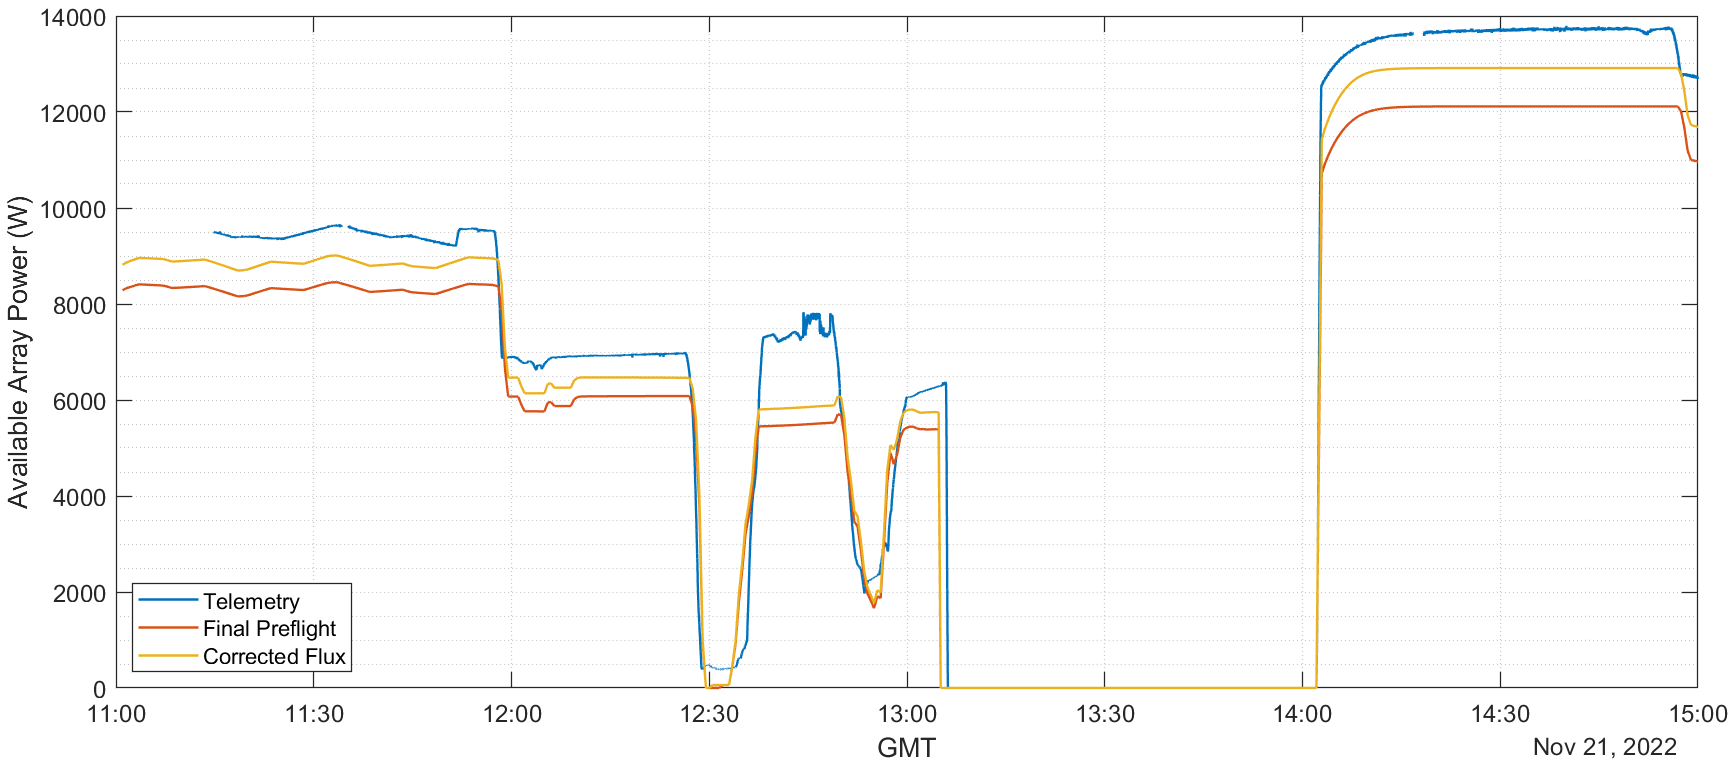 Available Array Power (W)
14000
12000
10000
8000
6000
4000
2000
0
Telemetry
Final Preflight
Corrected Flux
11:00 11:30 12:00 12:30 13:00 13:30 14:00 14:30 15:00
GMT
Nov 21, 2022